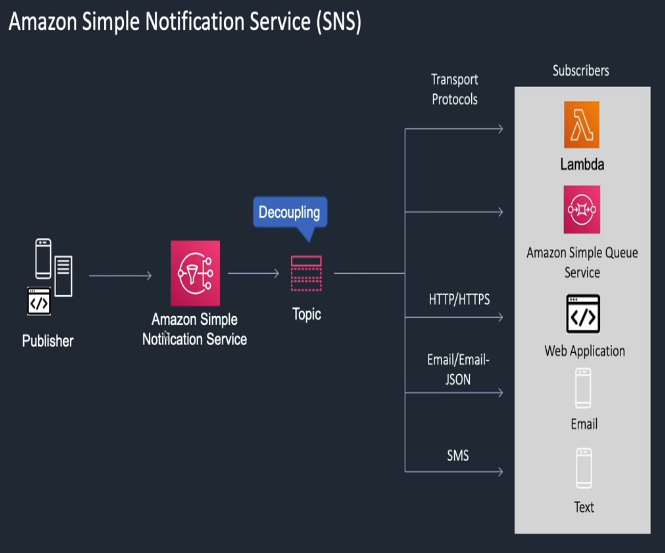 Amazon Simple Notification Service (SNS)
Transport
Protocols
Subscribers
Lambda
Decoupling
Amazon Simple Queue
Service
HTTP/HTTPS
Publisher
Amazon Simple
Notification Service
Topic
Web Application
Email/Email-
JSON
Email
SMS
Text